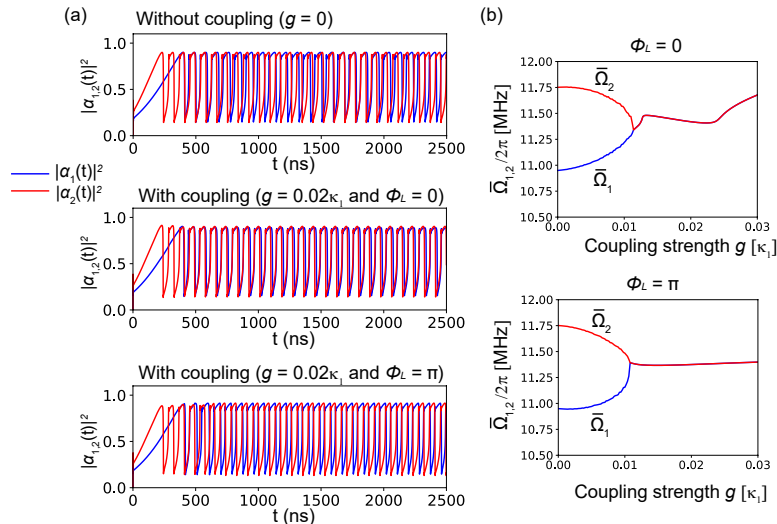 (a)
Without coupling (g = 0)
1.0
0.5
0.0
|α₁,₂(t)|²
0 500 1000 1500 2000 2500
t (ns)
|α₁(t)|²
|α₂(t)|²
With coupling (g = 0.02κ₁ and Φ_L = 0)
1.0
0.5
0.0
|α₁,₂(t)|²
0 500 1000 1500 2000 2500
t (ns)
With coupling (g = 0.02κ₁ and Φ_L = π)
1.0
0.5
0.0
|α₁,₂(t)|²
0 500 1000 1500 2000 2500
t (ns)
(b)
Φ_L = 0
12.00
11.75
11.50
11.25
11.00
10.75
10.50
Ω̅₁,₂/2π [MHz]
Ω̅₂
Ω̅₁
0.00 0.01 0.02 0.03
Coupling strength g [κ₁]
Φ_L = π
12.00
11.75
11.50
11.25
11.00
10.75
10.50
Ω̅₁,₂/2π [MHz]
Ω̅₂
Ω̅₁
0.00 0.01 0.02 0.03
Coupling strength g [κ₁]